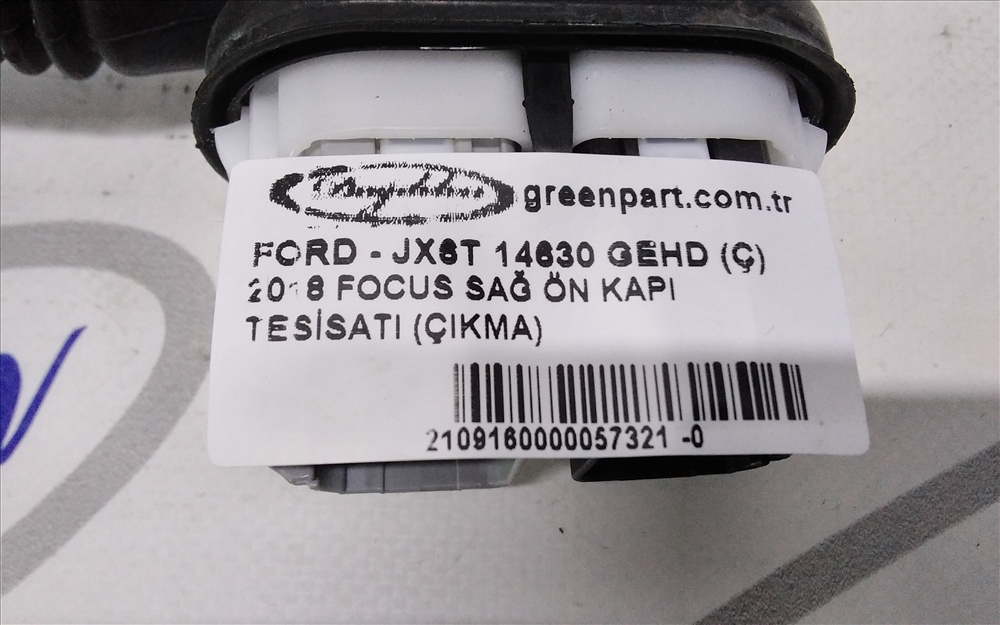 greenpart.com.tr
FORD - JX6T 14630 GEHD (Ç)
2018 FOCUS SAĞ ÖN KAPI
TESİSATI (ÇIKMA)
2109160000057321 -0